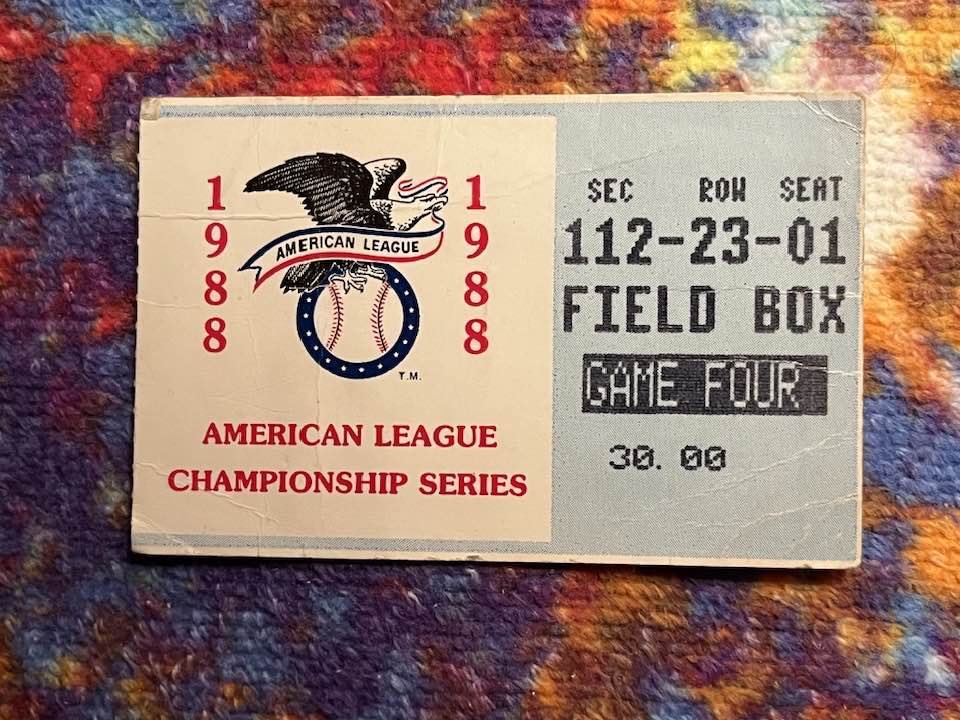 1988
AMERICAN LEAGUE
1988
T.M.
AMERICAN LEAGUE
CHAMPIONSHIP SERIES
SEC ROW SEAT
112-23-01
FIELD BOX
GAME FOUR
30.00